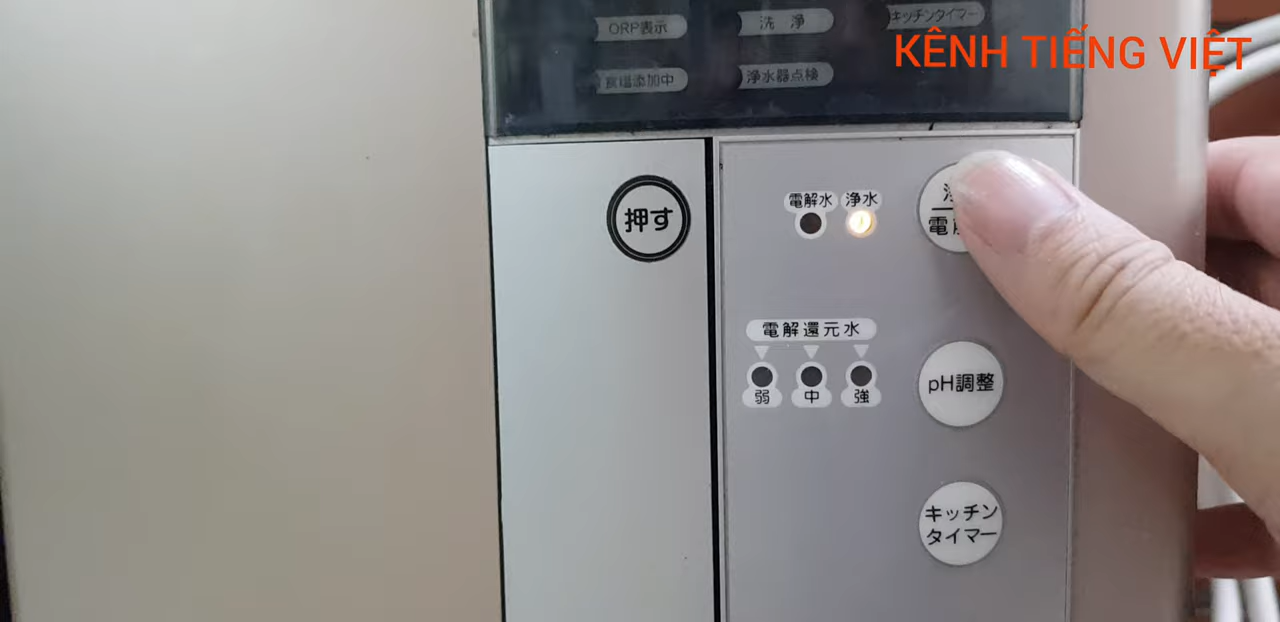 ORP表示
洗浄
キッチンタイマー
KÊNH TIẾNG VIỆT
食塩添加中
浄水器点検
押す
電解水
浄水
電解還元水
弱
中
強
pH調整
キッチン
タイマー